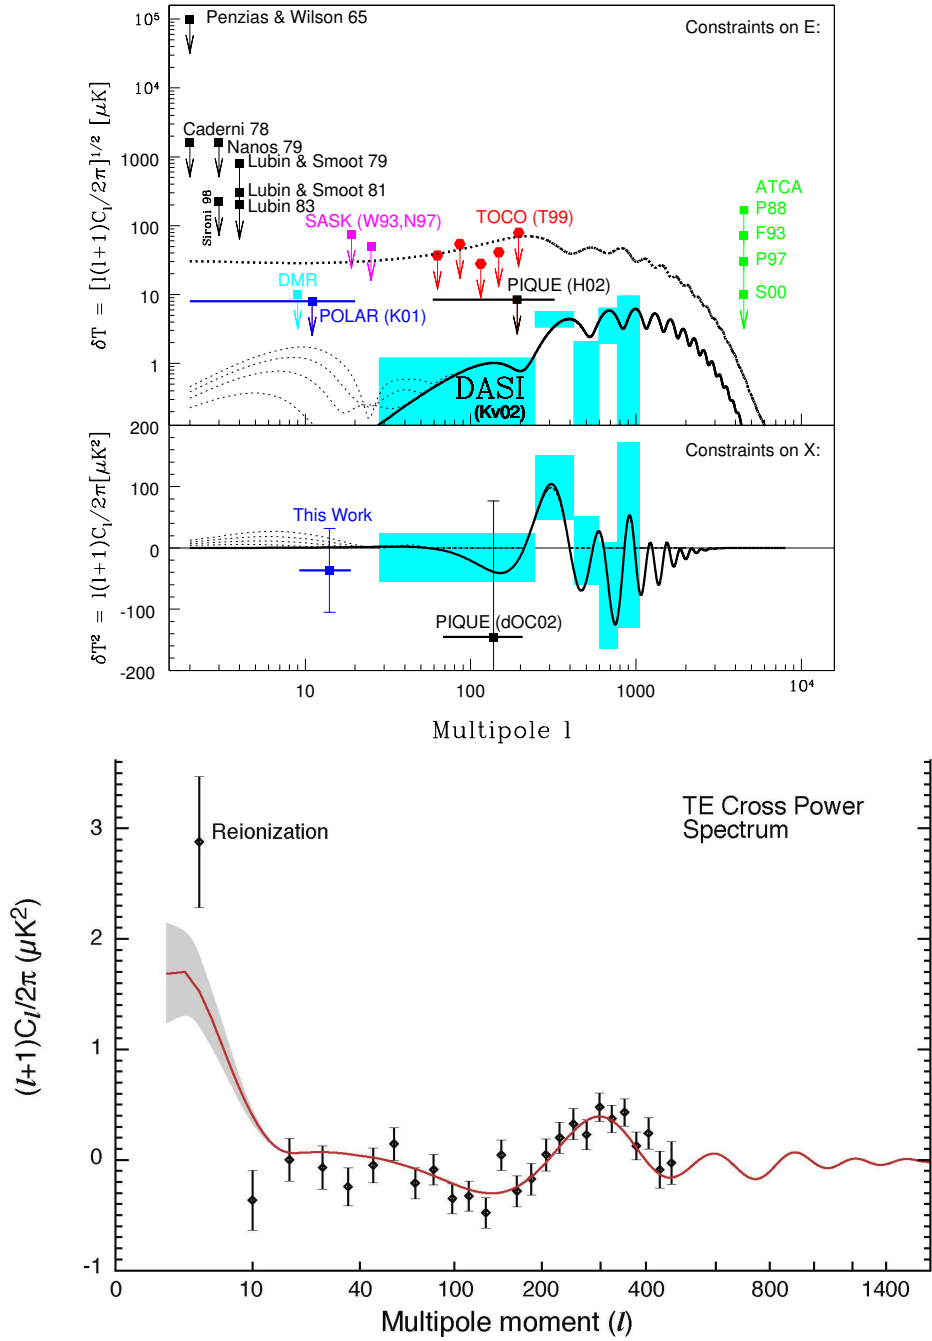 10⁵
Penzias & Wilson 65
Constraints on E:
10⁴
Caderni 78
Nanos 79
1000
Lubin & Smoot 79
Lubin & Smoot 81
Lubin 83
Sironi 98
ATCA
P88
F93
P97
S00
100
SASK (W93,N97)
TOCO (T99)
DMR
10
POLAR (K01)
PIQUE (H02)
1
DASI
(Kv02)
δT = [l(l+1)C_l/2π]^1/2 [μK]
200
Constraints on X:
100
This Work
0
-100
PIQUE (dOC02)
-200
δT² = l(l+1)C_l/2π[μK²]
10 100 1000 10⁴
Multipole l
TE Cross Power
Spectrum
3
Reionization
2
1
0
-1
(l+1)C_l/2π (μK²)
0 10 40 100 200 400 800 1400
Multipole moment (l)